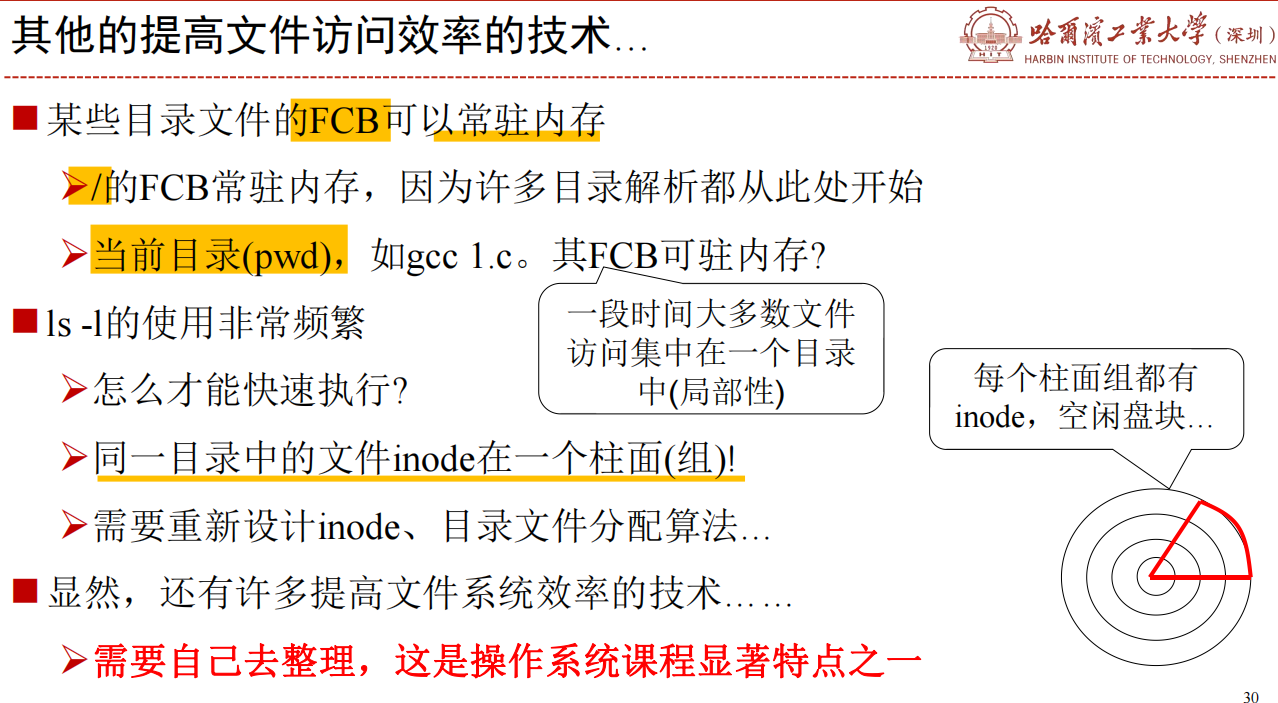 其他的提高文件访问效率的技术…
哈尔滨工业大学(深圳)
HARBIN INSTITUTE OF TECHNOLOGY, SHENZHEN
某些目录文件的FCB可以常驻内存
/的FCB常驻内存，因为许多目录解析都从此处开始
当前目录(pwd)，如gcc 1.c。其FCB可驻内存?
一段时间大多数文件
访问集中在一个目录
中(局部性)
ls -l的使用非常频繁
怎么才能快速执行?
同一目录中的文件inode在一个柱面(组)!
需要重新设计inode、目录文件分配算法…
每个柱面组都有
inode，空闲盘块…
显然，还有许多提高文件系统效率的技术……
需要自己去整理，这是操作系统课程显著特点之一
30